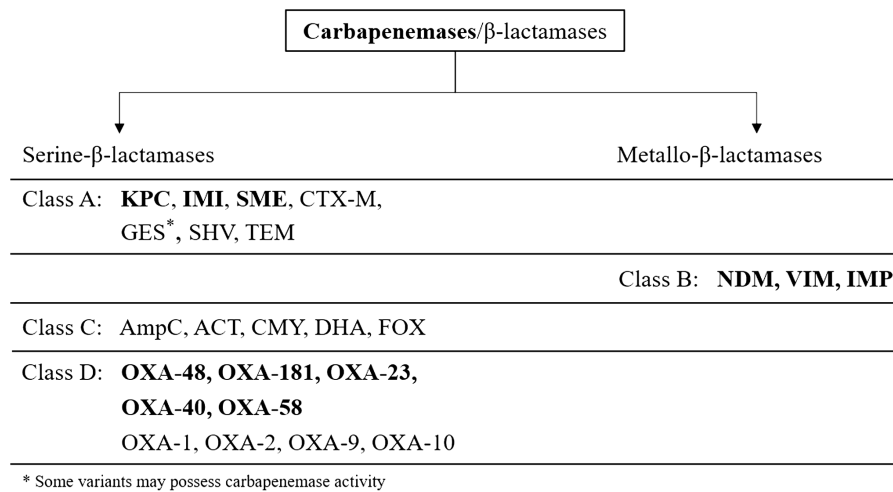 Carbapenemases/β-lactamases
Serine-β-lactamases
Metallo-β-lactamases
Class A: KPC, IMI, SME, CTX-M,
GES*, SHV, TEM
Class B: NDM, VIM, IMP
Class C: AmpC, ACT, CMY, DHA, FOX
Class D: OXA-48, OXA-181, OXA-23,
OXA-40, OXA-58
OXA-1, OXA-2, OXA-9, OXA-10
* Some variants may possess carbapenemase activity